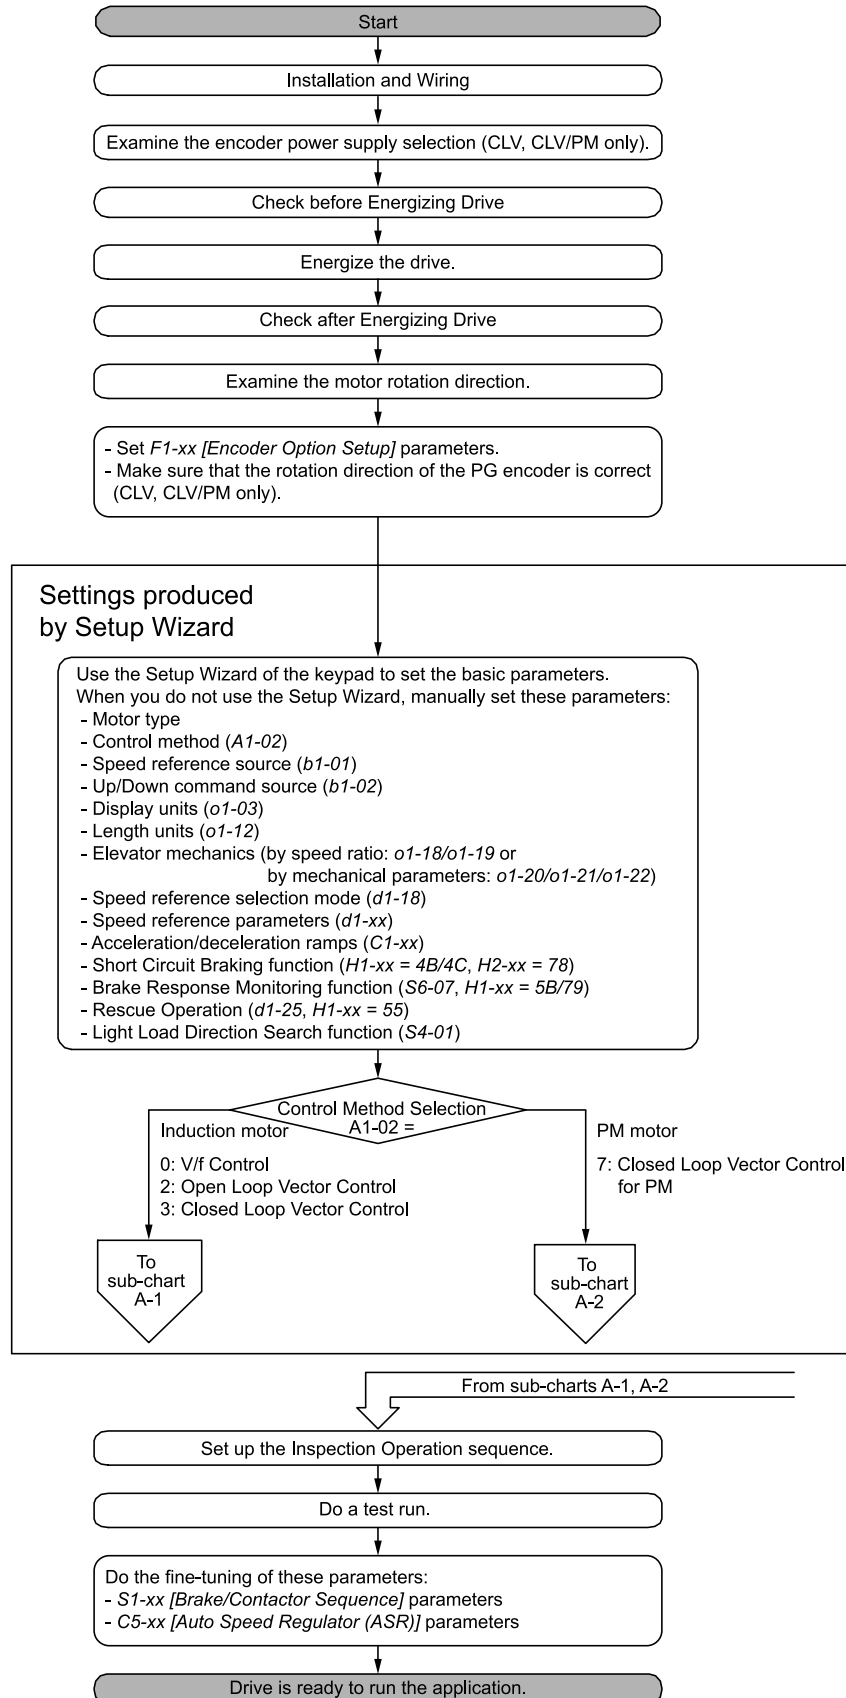 Start
Installation and Wiring
Examine the encoder power supply selection (CLV, CLV/PM only).
Check before Energizing Drive
Energize the drive.
Check after Energizing Drive
Examine the motor rotation direction.
- Set F1-xx [Encoder Option Setup] parameters.
- Make sure that the rotation direction of the PG encoder is correct
(CLV, CLV/PM only).
Settings produced
by Setup Wizard
Use the Setup Wizard of the keypad to set the basic parameters.
When you do not use the Setup Wizard, manually set these parameters:
- Motor type
- Control method (A1-02)
- Speed reference source (b1-01)
- Up/Down command source (b1-02)
- Display units (o1-03)
- Length units (o1-12)
- Elevator mechanics (by speed ratio: o1-18/o1-19 or
by mechanical parameters: o1-20/o1-21/o1-22)
- Speed reference selection mode (d1-18)
- Speed reference parameters (d1-xx)
- Acceleration/deceleration ramps (C1-xx)
- Short Circuit Braking function (H1-xx = 4B/4C, H2-xx = 78)
- Brake Response Monitoring function (S6-07, H1-xx = 5B/79)
- Rescue Operation (d1-25, H1-xx = 55)
- Light Load Direction Search function (S4-01)
Control Method Selection
A1-02 =
Induction motor
0: V/f Control
2: Open Loop Vector Control
3: Closed Loop Vector Control
PM motor
7: Closed Loop Vector Control
for PM
To
sub-chart
A-1
To
sub-chart
A-2
From sub-charts A-1, A-2
Set up the Inspection Operation sequence.
Do a test run.
Do the fine-tuning of these parameters:
- S1-xx [Brake/Contactor Sequence] parameters
- C5-xx [Auto Speed Regulator (ASR)] parameters
Drive is ready to run the application.